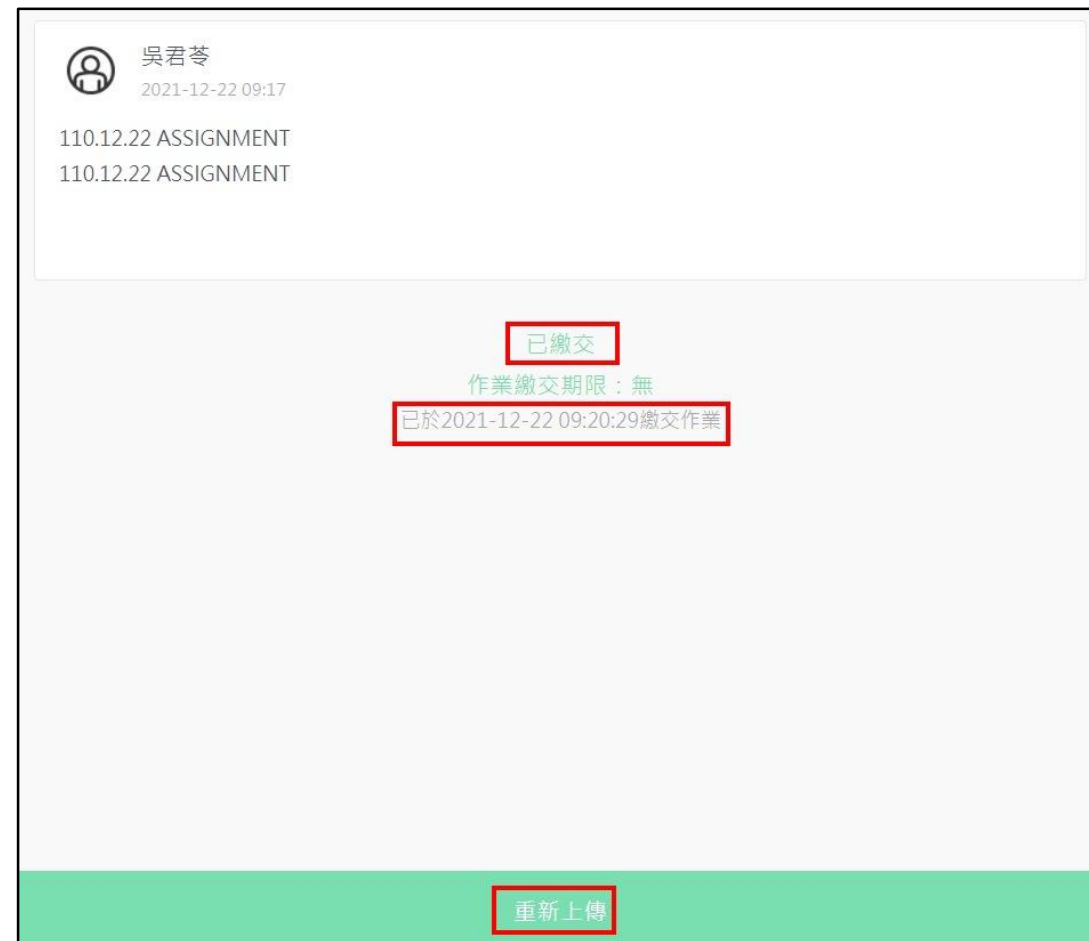 吳君苓
2021-12-22 09:17
110.12.22 ASSIGNMENT
110.12.22 ASSIGNMENT
已繳交
作業繳交期限：無
已於2021-12-22 09:20:29繳交作業
重新上傳